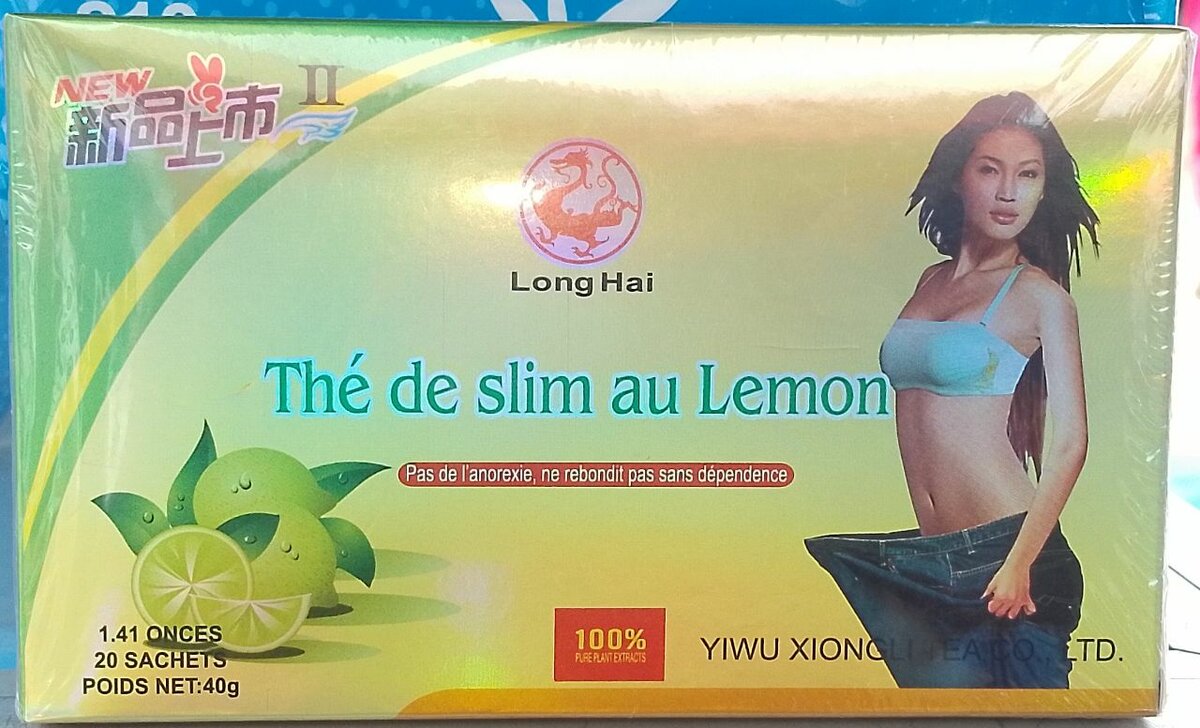 NEW
新品上市
II
Long Hai
Thé de slim au Lemon
Pas de l'anorexie, ne rebondit pas sans dépendence
1.41 ONCES
20 SACHETS
POIDS NET:40g
100%
PURE PLANT EXTRACTS
YIWU XIONGLI TEA CO., LTD.